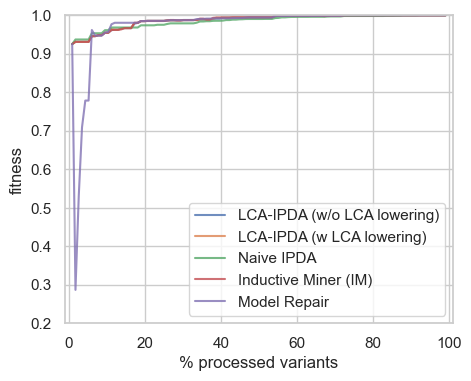 1.0
0.9
0.8
0.7
0.6
0.5
0.4
0.3
0.2
fitness
LCA-IPDA (w/o LCA lowering)
LCA-IPDA (w LCA lowering)
Naive IPDA
Inductive Miner (IM)
Model Repair
0 20 40 60 80 100
% processed variants